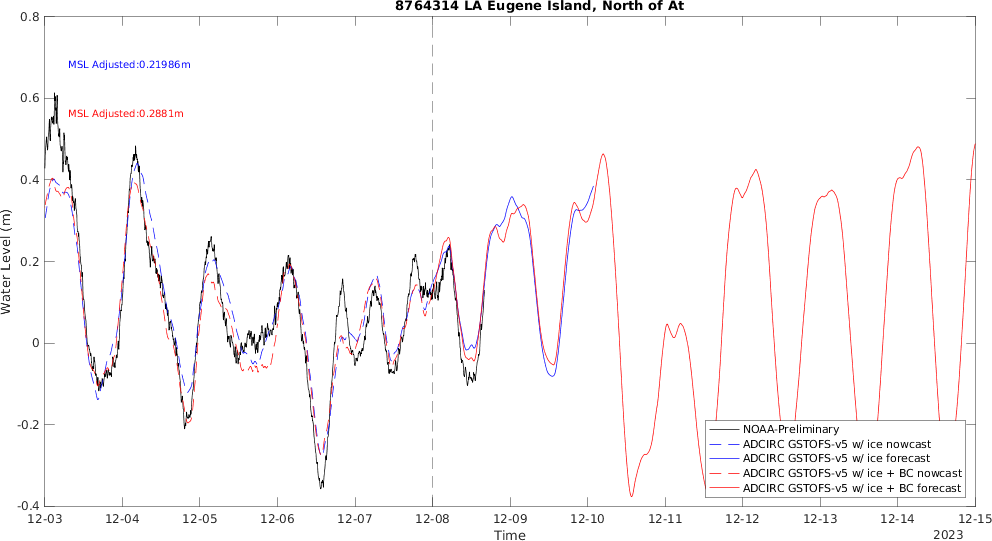 8764314 LA Eugene Island, North of At
0.8
0.6
0.4
0.2
0
-0.2
-0.4
Water Level (m)
MSL Adjusted:0.21986m
MSL Adjusted:0.2881m
NOAA-Preliminary
ADCIRC GSTOFS-v5 w/ ice nowcast
ADCIRC GSTOFS-v5 w/ ice forecast
ADCIRC GSTOFS-v5 w/ ice + BC nowcast
ADCIRC GSTOFS-v5 w/ ice + BC forecast
12-03 12-04 12-05 12-06 12-07 12-08 12-09 12-10 12-11 12-12 12-13 12-14 12-15
Time
2023